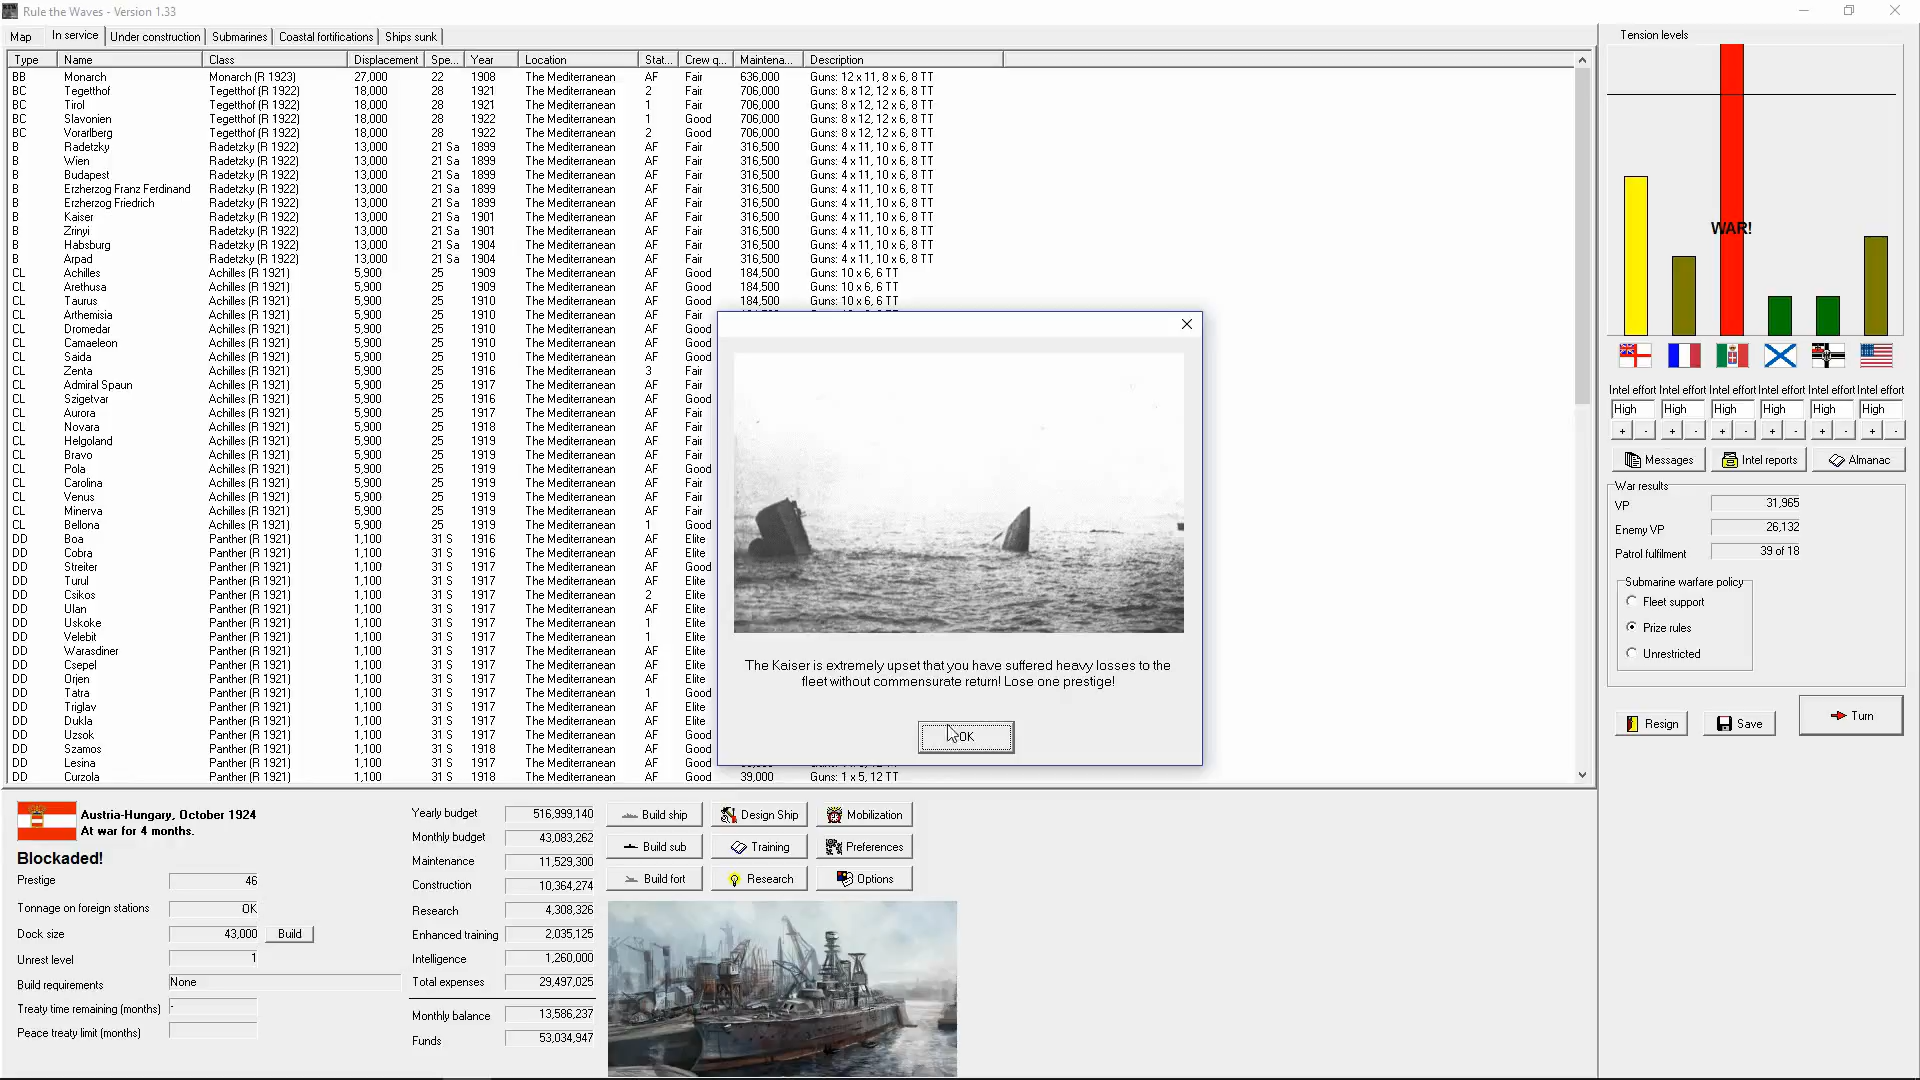 Rule the Waves - Version 1.33
Map In service Under construction Submarines Coastal fortifications Ships sunk
Type Name Class Displacement Spe... Year Location Stat... Crew q... Maintena... Description
BB Monarch Monarch (R 1923) 27,000 22 1908 The Mediterranean AF Fair 636,000 Guns: 12 x 11, 8 x 6, 8 TT
BC Tegetthof Tegetthof (R 1922) 18,000 28 1921 The Mediterranean 2 Fair 706,000 Guns: 8 x 12, 12 x 6, 8 TT
BC Tirol Tegetthof (R 1922) 18,000 28 1921 The Mediterranean 1 Fair 706,000 Guns: 8 x 12, 12 x 6, 8 TT
BC Slavonien Tegetthof (R 1922) 18,000 28 1922 The Mediterranean 1 Good 706,000 Guns: 8 x 12, 12 x 6, 8 TT
BC Vorarlberg Tegetthof (R 1922) 18,000 28 1922 The Mediterranean 2 Good 706,000 Guns: 8 x 12, 12 x 6, 8 TT
B Radetzky Radetzky (R 1922) 13,000 21 Sa 1899 The Mediterranean AF Fair 316,500 Guns: 4 x 11, 10 x 6, 8 TT
B Wien Radetzky (R 1922) 13,000 21 Sa 1899 The Mediterranean AF Fair 316,500 Guns: 4 x 11, 10 x 6, 8 TT
B Budapest Radetzky (R 1922) 13,000 21 Sa 1899 The Mediterranean AF Fair 316,500 Guns: 4 x 11, 10 x 6, 8 TT
B Erzherzog Franz Ferdinand Radetzky (R 1922) 13,000 21 Sa 1899 The Mediterranean AF Fair 316,500 Guns: 4 x 11, 10 x 6, 8 TT
B Erzherzog Friedrich Radetzky (R 1922) 13,000 21 Sa 1899 The Mediterranean AF Fair 316,500 Guns: 4 x 11, 10 x 6, 8 TT
B Kaiser Radetzky (R 1922) 13,000 21 Sa 1901 The Mediterranean AF Fair 316,500 Guns: 4 x 11, 10 x 6, 8 TT
B Zrinyi Radetzky (R 1922) 13,000 21 Sa 1901 The Mediterranean AF Fair 316,500 Guns: 4 x 11, 10 x 6, 8 TT
B Habsburg Radetzky (R 1922) 13,000 21 Sa 1904 The Mediterranean AF Fair 316,500 Guns: 4 x 11, 10 x 6, 8 TT
B Arpad Radetzky (R 1922) 13,000 21 Sa 1904 The Mediterranean AF Fair 316,500 Guns: 4 x 11, 10 x 6, 8 TT
CL Achilles Achilles (R 1921) 5,900 25 1909 The Mediterranean AF Good 184,500 Guns: 10 x 6, 6 TT
CL Arethusa Achilles (R 1921) 5,900 25 1909 The Mediterranean AF Good 184,500 Guns: 10 x 6, 6 TT
CL Taurus Achilles (R 1921) 5,900 25 1910 The Mediterranean AF Good 184,500 Guns: 10 x 6, 6 TT
CL Arthemisia Achilles (R 1921) 5,900 25 1910 The Mediterranean AF Fair
CL Dromedar Achilles (R 1921) 5,900 25 1910 The Mediterranean AF Good
CL Camaeleon Achilles (R 1921) 5,900 25 1910 The Mediterranean AF Good
CL Saida Achilles (R 1921) 5,900 25 1910 The Mediterranean AF Good
CL Zenta Achilles (R 1921) 5,900 25 1916 The Mediterranean 3 Fair
CL Admiral Spaun Achilles (R 1921) 5,900 25 1917 The Mediterranean AF Fair
CL Szigetvar Achilles (R 1921) 5,900 25 1916 The Mediterranean AF Good
CL Aurora Achilles (R 1921) 5,900 25 1917 The Mediterranean AF Fair
CL Novara Achilles (R 1921) 5,900 25 1918 The Mediterranean AF Fair
CL Helgoland Achilles (R 1921) 5,900 25 1919 The Mediterranean AF Fair
CL Bravo Achilles (R 1921) 5,900 25 1919 The Mediterranean AF Fair
CL Pola Achilles (R 1921) 5,900 25 1919 The Mediterranean AF Good
CL Carolina Achilles (R 1921) 5,900 25 1919 The Mediterranean AF Fair
CL Venus Achilles (R 1921) 5,900 25 1919 The Mediterranean AF Fair
CL Minerva Achilles (R 1921) 5,900 25 1919 The Mediterranean AF Fair
CL Bellona Achilles (R 1921) 5,900 25 1919 The Mediterranean 1 Good
DD Boa Panther (R 1921) 1,100 31 S 1916 The Mediterranean AF Elite
DD Cobra Panther (R 1921) 1,100 31 S 1916 The Mediterranean AF Elite
DD Streiter Panther (R 1921) 1,100 31 S 1917 The Mediterranean AF Good
DD Turul Panther (R 1921) 1,100 31 S 1917 The Mediterranean AF Elite
DD Csikos Panther (R 1921) 1,100 31 S 1917 The Mediterranean 2 Elite
DD Ulan Panther (R 1921) 1,100 31 S 1917 The Mediterranean AF Elite
DD Uskoke Panther (R 1921) 1,100 31 S 1917 The Mediterranean 1 Elite
DD Velebit Panther (R 1921) 1,100 31 S 1917 The Mediterranean 1 Elite
DD Warasdiner Panther (R 1921) 1,100 31 S 1917 The Mediterranean AF Elite
DD Csepel Panther (R 1921) 1,100 31 S 1917 The Mediterranean AF Elite
DD Orjen Panther (R 1921) 1,100 31 S 1917 The Mediterranean AF Elite
DD Tatra Panther (R 1921) 1,100 31 S 1917 The Mediterranean 1 Good
DD Triglav Panther (R 1921) 1,100 31 S 1917 The Mediterranean AF Elite
DD Dukla Panther (R 1921) 1,100 31 S 1917 The Mediterranean AF Elite
DD Uzsok Panther (R 1921) 1,100 31 S 1917 The Mediterranean AF Good
DD Szamos Panther (R 1921) 1,100 31 S 1918 The Mediterranean AF Elite
DD Lesina Panther (R 1921) 1,100 31 S 1917 The Mediterranean AF Elite
DD Curzola Panther (R 1921) 1,100 31 S 1918 The Mediterranean AF Good 39,000 Guns: 1 x 5, 12 TT
The Kaiser is extremely upset that you have suffered heavy losses to the
fleet without commensurate return! Lose one prestige!
OK
Tension levels
WAR!
Intel effort Intel effort Intel effort Intel effort Intel effort Intel effort
High High High High High High
+ - + - + - + - + - + -
Messages Intel reports Almanac
War results
VP 31,965
Enemy VP 26,132
Patrol fulfilment 39 of 18
Submarine warfare policy
Fleet support
Prize rules
Unrestricted
Resign Save Turn
Austria-Hungary, October 1924
At war for 4 months.
Blockaded!
Prestige 46
Tonnage on foreign stations OK
Dock size 43,000 Build
Unrest level 1
Build requirements None
Treaty time remaining (months) -
Peace treaty limit (months)
Yearly budget 516,999,140
Monthly budget 43,083,262
Maintenance 11,529,300
Construction 10,364,274
Research 4,308,326
Enhanced training 2,035,125
Intelligence 1,260,000
Total expenses 29,497,025
Monthly balance 13,586,237
Funds 53,034,947
Build ship Design Ship Mobilization
Build sub Training Preferences
Build fort Research Options